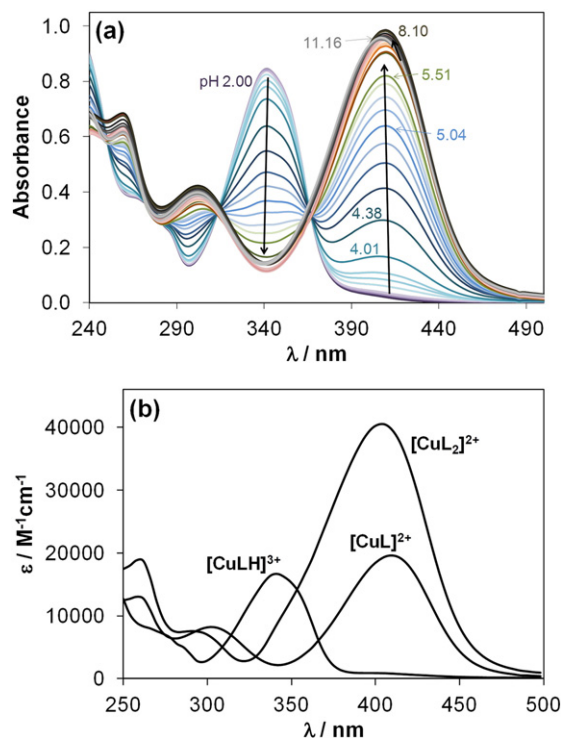 (a)
1.0
0.8
0.6
0.4
0.2
0.0
Absorbance
pH 2.00
11.16
8.10
5.51
5.04
4.38
4.01
240 290 340 390 440 490
λ / nm
(b)
40000
30000
20000
10000
0
ε / M⁻¹cm⁻¹
[CuL₂]²⁺
[CuL]²⁺
[CuLH]³⁺
250 300 350 400 450 500
λ / nm